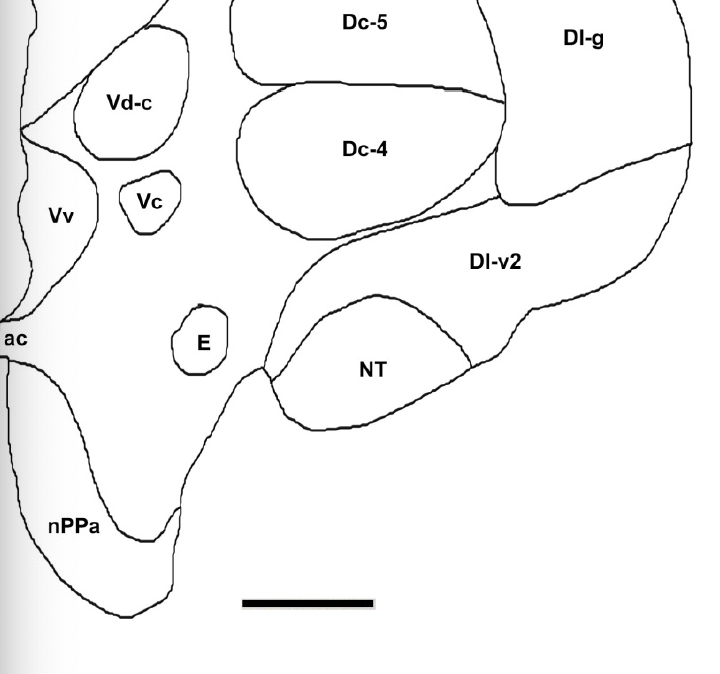 Dc-5
Dl-g
Vd-c
Dc-4
Vc
Vv
Dl-v2
ac
E
NT
nPPa